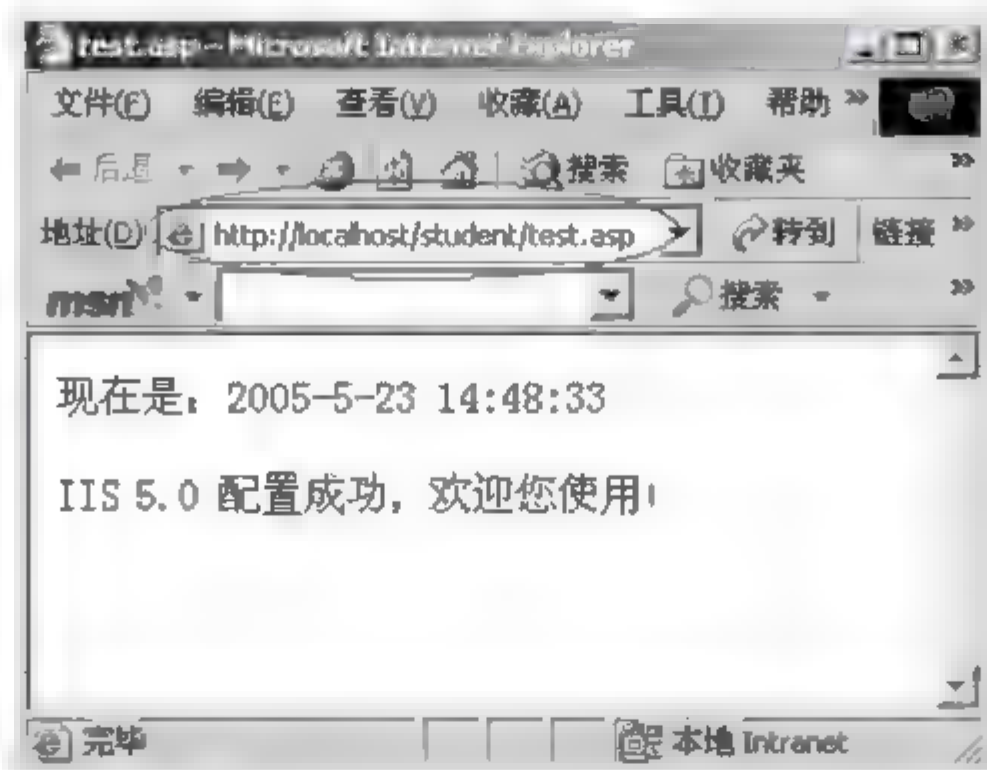 test.asp - Microsoft Internet Explorer
文件(F) 编辑(E) 查看(V) 收藏(A) 工具(T) 帮助 »
后退 搜索 收藏夹 »
地址(D) http://localhost/student/test.asp 转到 链接 »
msn 搜索 »
现在是：2005-5-23 14:48:33
IIS 5.0 配置成功，欢迎您使用！
完毕 本地 Intranet